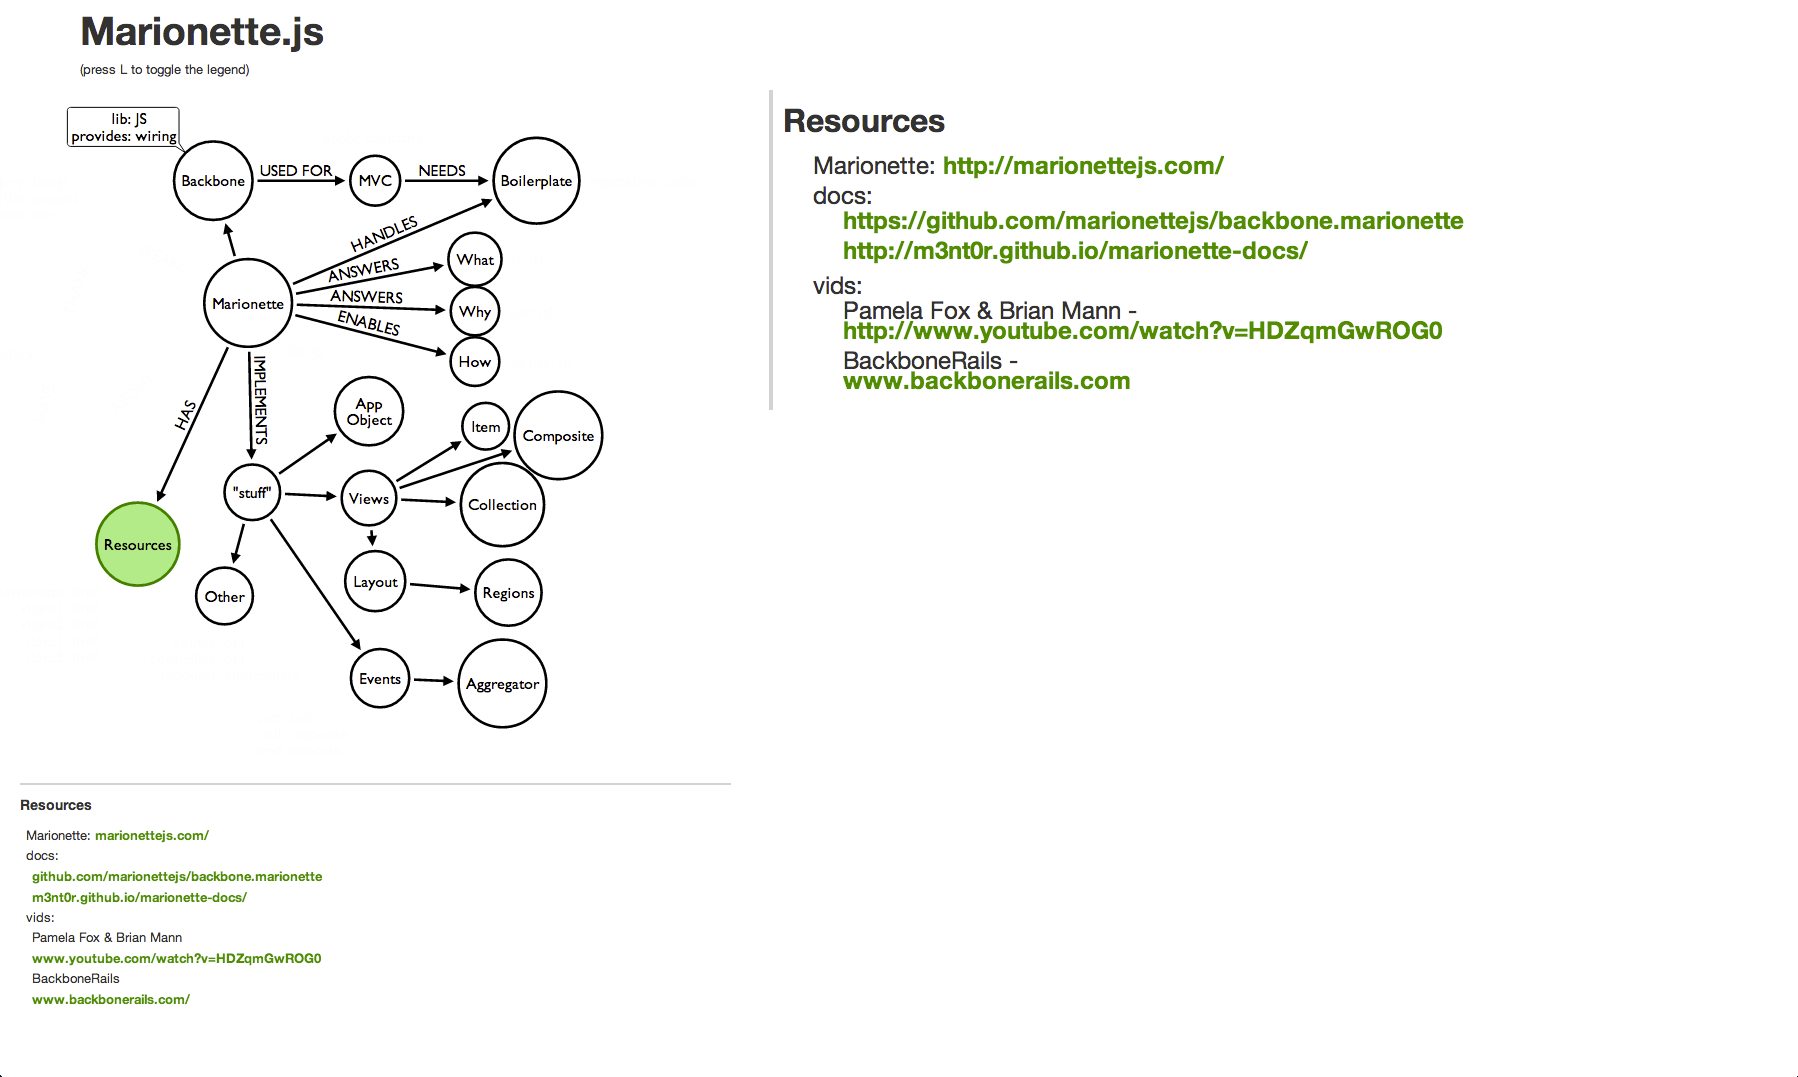 Marionette.js
(press L to toggle the legend)
lib: JS
provides: wiring
Backbone
USED FOR
MVC
NEEDS
Boilerplate
HANDLES
ANSWERS
What
Marionette
ANSWERS
Why
ENABLES
How
HAS
IMPLEMENTS
App
Object
Item
Composite
"stuff"
Views
Collection
Resources
Other
Layout
Regions
Events
Aggregator
Resources
Marionette: http://marionettejs.com/
docs:
https://github.com/marionettejs/backbone.marionette
http://m3nt0r.github.io/marionette-docs/
vids:
Pamela Fox & Brian Mann -
http://www.youtube.com/watch?v=HDZqmGwROG0
BackboneRails -
www.backbonerails.com
Resources
Marionette: marionettejs.com/
docs:
github.com/marionettejs/backbone.marionette
m3nt0r.github.io/marionette-docs/
vids:
Pamela Fox & Brian Mann
www.youtube.com/watch?v=HDZqmGwROG0
BackboneRails
www.backbonerails.com/